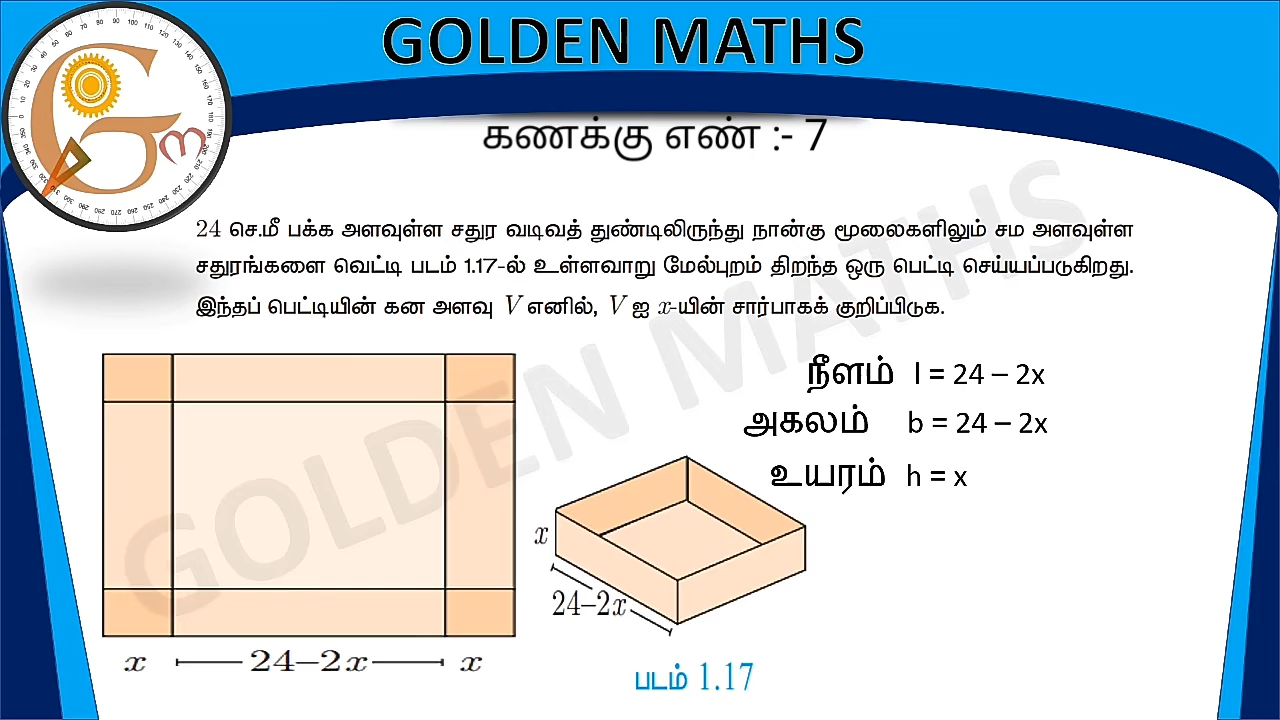 GOLDEN MATHS
கணக்கு எண் :- 7
24 செ.மீ பக்க அளவுள்ள சதுர வடிவத் துண்டிலிருந்து நான்கு மூலைகளிலும் சம அளவுள்ள
சதுரங்களை வெட்டி படம் 1.17-ல் உள்ளவாறு மேல்புறம் திறந்த ஒரு பெட்டி செய்யப்படுகிறது.
இந்தப் பெட்டியின் கன அளவு V எனில், V ஐ x-யின் சார்பாகக் குறிப்பிடுக.
நீளம் l = 24 – 2x
அகலம் b = 24 – 2x
உயரம் h = x
x
24–2x
x 24–2x x
படம் 1.17
GOLDEN MATHS